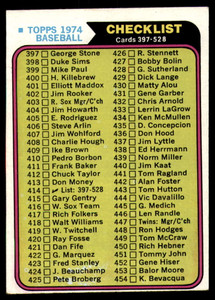 TOPPS 1974
BASEBALL
CHECKLIST
Cards 397-528
397 George Stone
398 Duke Sims
399 Mike Paul
400 H. Killebrew
401 Elliott Maddox
402 Jim Rooker
403 R. Sox Mgr/C'h
404 Jim Howarth
405 E. Rodriguez
406 Steve Arlin
407 Jim Wohlford
408 Charlie Hough
409 Ike Brown
410 Pedro Borbon
411 Frank Baker
412 Chuck Taylor
413 Don Money
414 List: 397-528
415 Gary Gentry
416 W. Sox Team
417 Rich Folkers
418 Walt Williams
419 W. Twitchell
420 Ray Fosse
421 Dan Fife
422 G. Marquez
423 Fred Stanley
424 J. Beauchamp
425 Pete Broberg
426 R. Stennett
427 Bobby Bolin
428 G. Sutherland
429 Dick Lange
430 Matty Alou
431 Gene Garber
432 Chris Arnold
433 Lerrin LaGrow
434 Ken McMullen
435 D. Concepcion
436 Don Hood
437 Jim Lyttle
438 Ed Herrmann
439 Norm Miller
440 Jim Kaat
441 Tom Ragland
442 Alan Foster
443 Tom Hutton
444 Vic Davalillo
445 G. Medich
446 Len Randle
447 Twins: Mgr/C'h
448 Ron Hodges
449 Tom McCraw
450 Rich Hebner
451 Tommy John
452 Gene Hiser
453 Balor Moore
454 K. Bevacqua